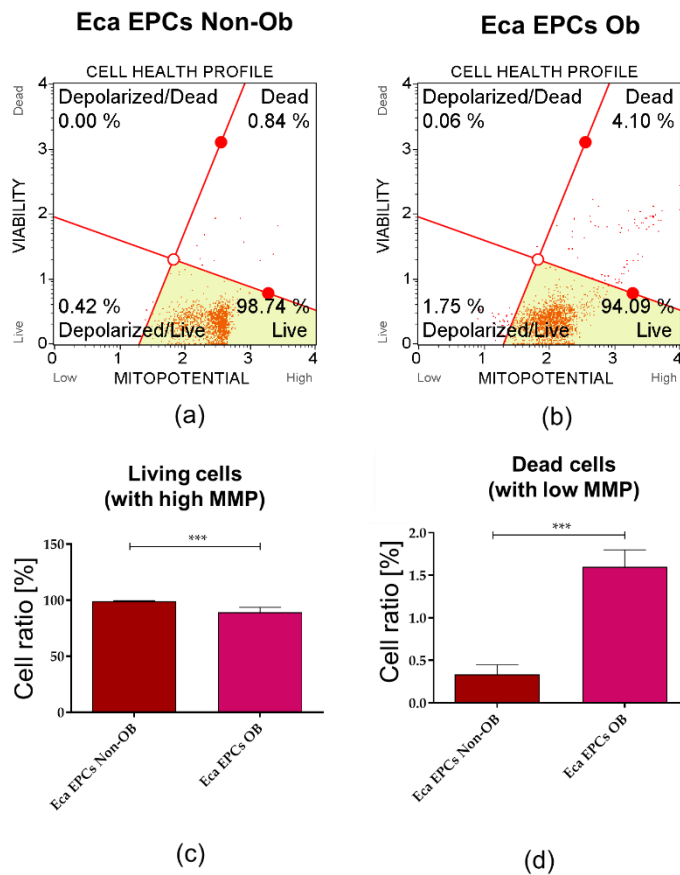 Eca EPCs Non-Ob
Eca EPCs Ob
CELL HEALTH PROFILE
Dead
VIABILITY
Live
4
3
2
1
0
Depolarized/Dead
0.00 %
Dead
0.84 %
0.42 %
Depolarized/Live
98.74 %
Live
0 1 2 3 4
Low
MITOPOTENTIAL
High
(a)
CELL HEALTH PROFILE
Dead
VIABILITY
Live
4
3
2
1
0
Depolarized/Dead
0.06 %
Dead
4.10 %
1.75 %
Depolarized/Live
94.09 %
Live
0 1 2 3 4
Low
MITOPOTENTIAL
High
(b)
Living cells
(with high MMP)
***
Cell ratio [%]
150
100
50
0
Eca EPCs Non-OB
Eca EPCs OB
(c)
Dead cells
(with low MMP)
***
Cell ratio [%]
2.0
1.5
0.5
0.0
Eca EPCs Non-OB
Eca EPCs OB
(d)